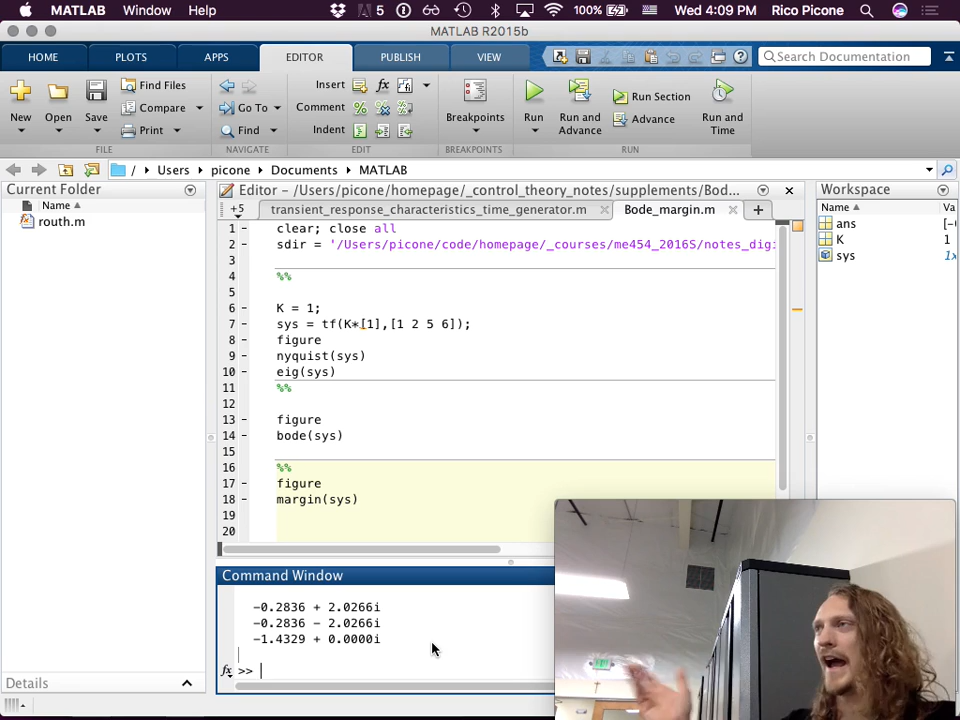 MATLAB Window Help 5 100% Wed 4:09 PM Rico Picone
MATLAB R2015b
HOME PLOTS APPS EDITOR PUBLISH VIEW Search Documentation
New Open Save Find Files Compare Print
Go To Find
Insert fx Comment % Indent
Breakpoints Run Run and Advance Run Section Advance Run and Time
FILE NAVIGATE EDIT BREAKPOINTS RUN
/ Users picone Documents MATLAB
Current Folder
Name
routh.m
Details
Editor - /Users/picone/homepage/_control_theory_notes/supplements/Bod...
+5 transient_response_characteristics_time_generator.m Bode_margin.m
1 clear; close all
2 sdir = '/Users/picone/code/homepage/_courses/me454_2016S/notes_digi
3
4 %%
5
6 K = 1;
7 sys = tf(K*[1],[1 2 5 6]);
8 figure
9 nyquist(sys)
10 eig(sys)
11 %%
12
13 figure
14 bode(sys)
15
16 %%
17 figure
18 margin(sys)
19
20
Command Window
-0.2836 + 2.0266i
-0.2836 - 2.0266i
-1.4329 + 0.0000i
fx >>
Workspace
Name Va
ans
K 1
sys 1x